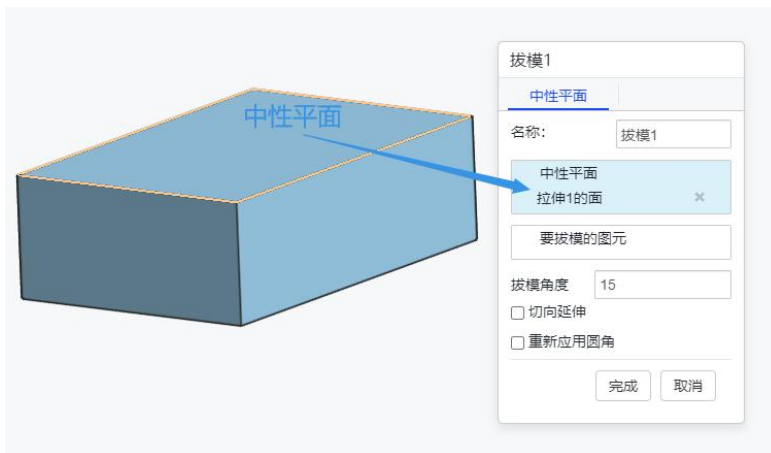 中性平面
拔模1
中性平面
名称:
拔模1
中性平面
拉伸1的面
×
要拔模的图元
拔模角度
15
切向延伸
重新应用圆角
完成
取消